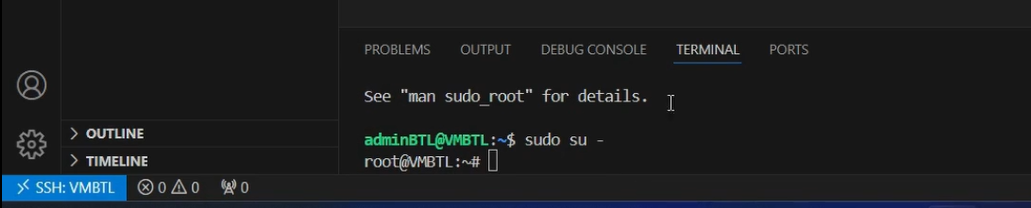 PROBLEMS OUTPUT DEBUG CONSOLE TERMINAL PORTS
See "man sudo_root" for details.
adminBTL@VMBTL:~$ sudo su -
root@VMBTL:~#
OUTLINE
TIMELINE
SSH: VMBTL 0 0 0